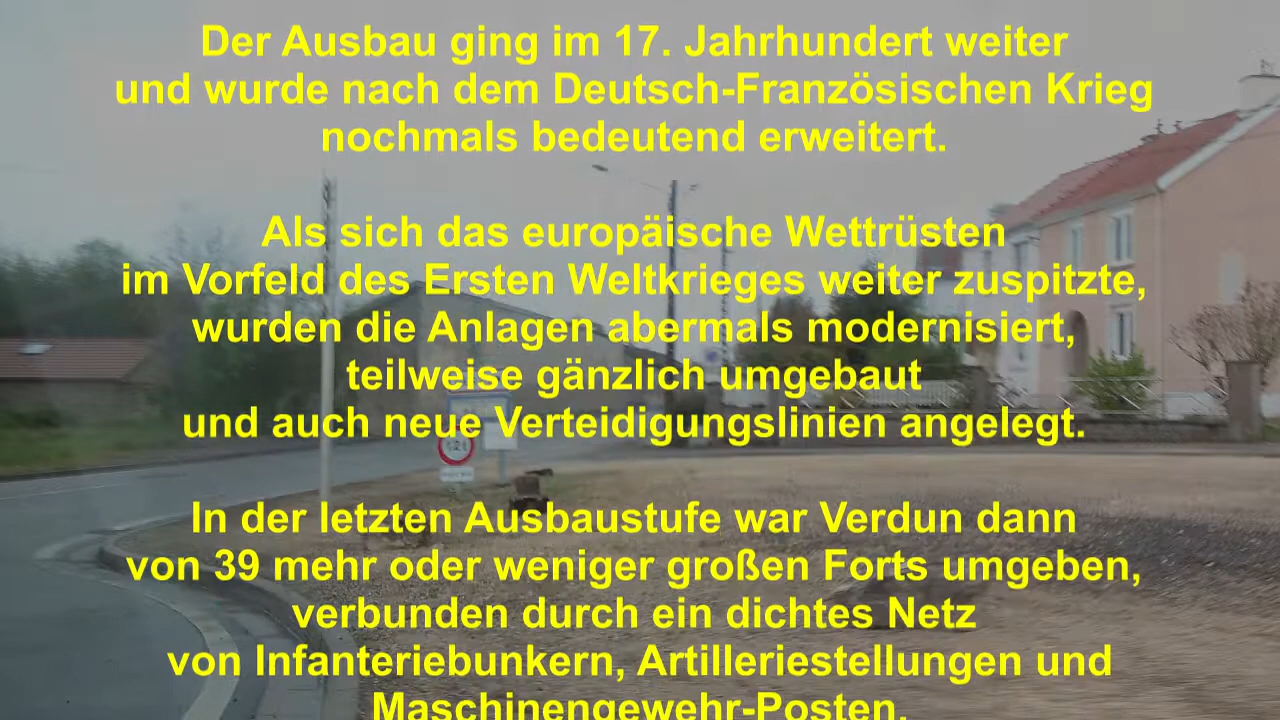 Der Ausbau ging im 17. Jahrhundert weiter
und wurde nach dem Deutsch-Französischen Krieg
nochmals bedeutend erweitert.
Als sich das europäische Wettrüsten
im Vorfeld des Ersten Weltkrieges weiter zuspitzte,
wurden die Anlagen abermals modernisiert,
teilweise gänzlich umgebaut
und auch neue Verteidigungslinien angelegt.
In der letzten Ausbaustufe war Verdun dann
von 39 mehr oder weniger großen Forts umgeben,
verbunden durch ein dichtes Netz
von Infanteriebunkern, Artilleriestellungen und
Maschinengewehr-Posten.